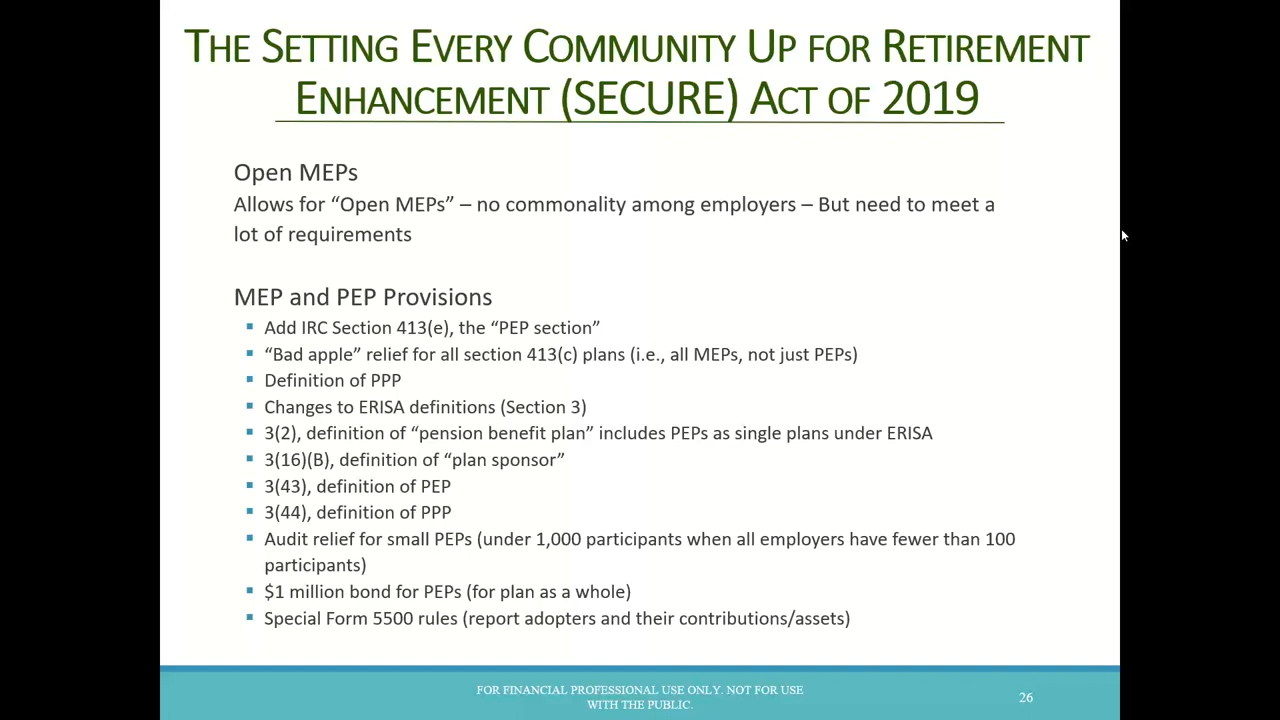 THE SETTING EVERY COMMUNITY UP FOR RETIREMENT
ENHANCEMENT (SECURE) ACT OF 2019
Open MEPs
Allows for “Open MEPs” – no commonality among employers – But need to meet a
lot of requirements
MEP and PEP Provisions
▪ Add IRC Section 413(e), the “PEP section”
▪ “Bad apple” relief for all section 413(c) plans (i.e., all MEPs, not just PEPs)
▪ Definition of PPP
▪ Changes to ERISA definitions (Section 3)
▪ 3(2), definition of “pension benefit plan” includes PEPs as single plans under ERISA
▪ 3(16)(B), definition of “plan sponsor”
▪ 3(43), definition of PEP
▪ 3(44), definition of PPP
▪ Audit relief for small PEPs (under 1,000 participants when all employers have fewer than 100
participants)
▪ $1 million bond for PEPs (for plan as a whole)
▪ Special Form 5500 rules (report adopters and their contributions/assets)
FOR FINANCIAL PROFESSIONAL USE ONLY. NOT FOR USE
WITH THE PUBLIC.
26